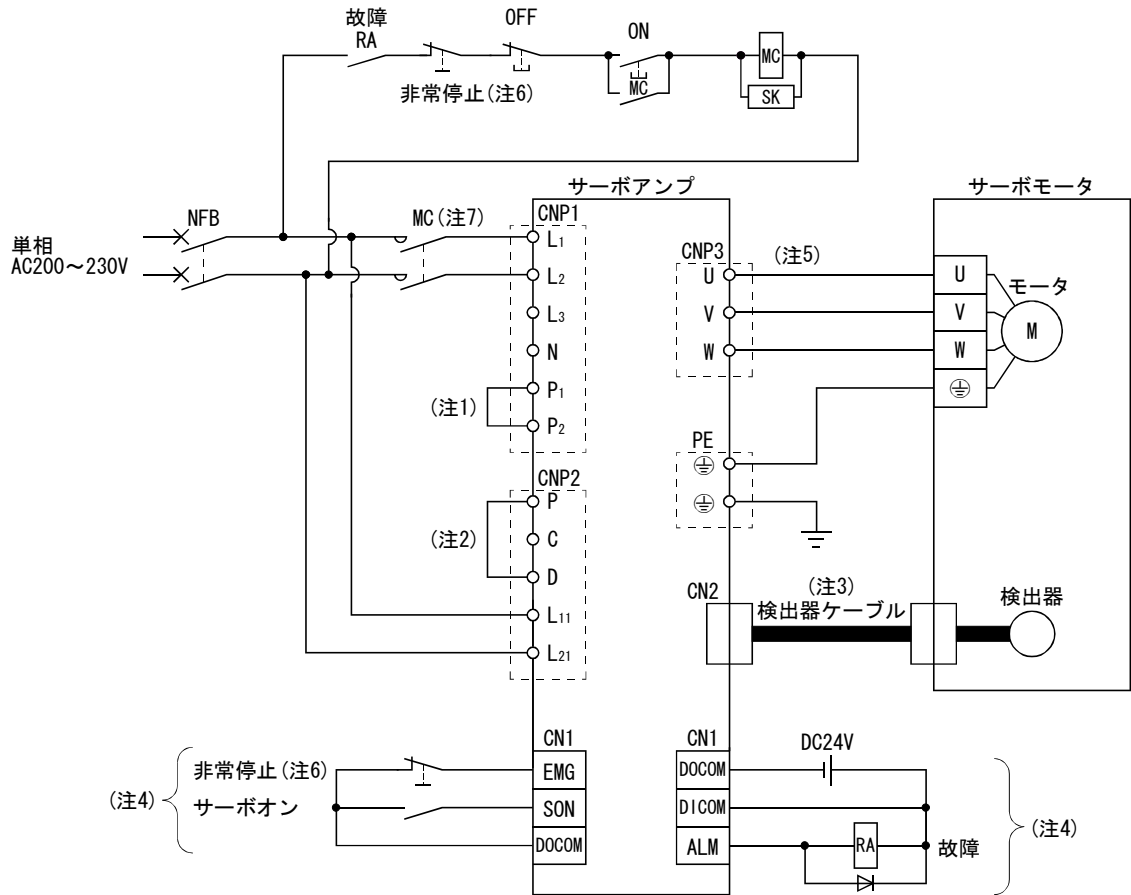 故障
RA
OFF
ON
MC
MC
SK
非常停止(注6)
サーボアンプ
サーボモータ
NFB
MC(注7)
単相
AC200～230V
CNP1
L1
L2
L3
N
P1
P2
(注1)
CNP2
P
C
D
L11
L21
(注2)
CNP3
U
V
W
(注5)
U
V
W
モータ
M
PE
CN2
(注3)
検出器ケーブル
検出器
CN1
EMG
SON
DOCOM
非常停止(注6)
サーボオン
(注4)
CN1
DOCOM
DICOM
ALM
DC24V
RA
故障
(注4)